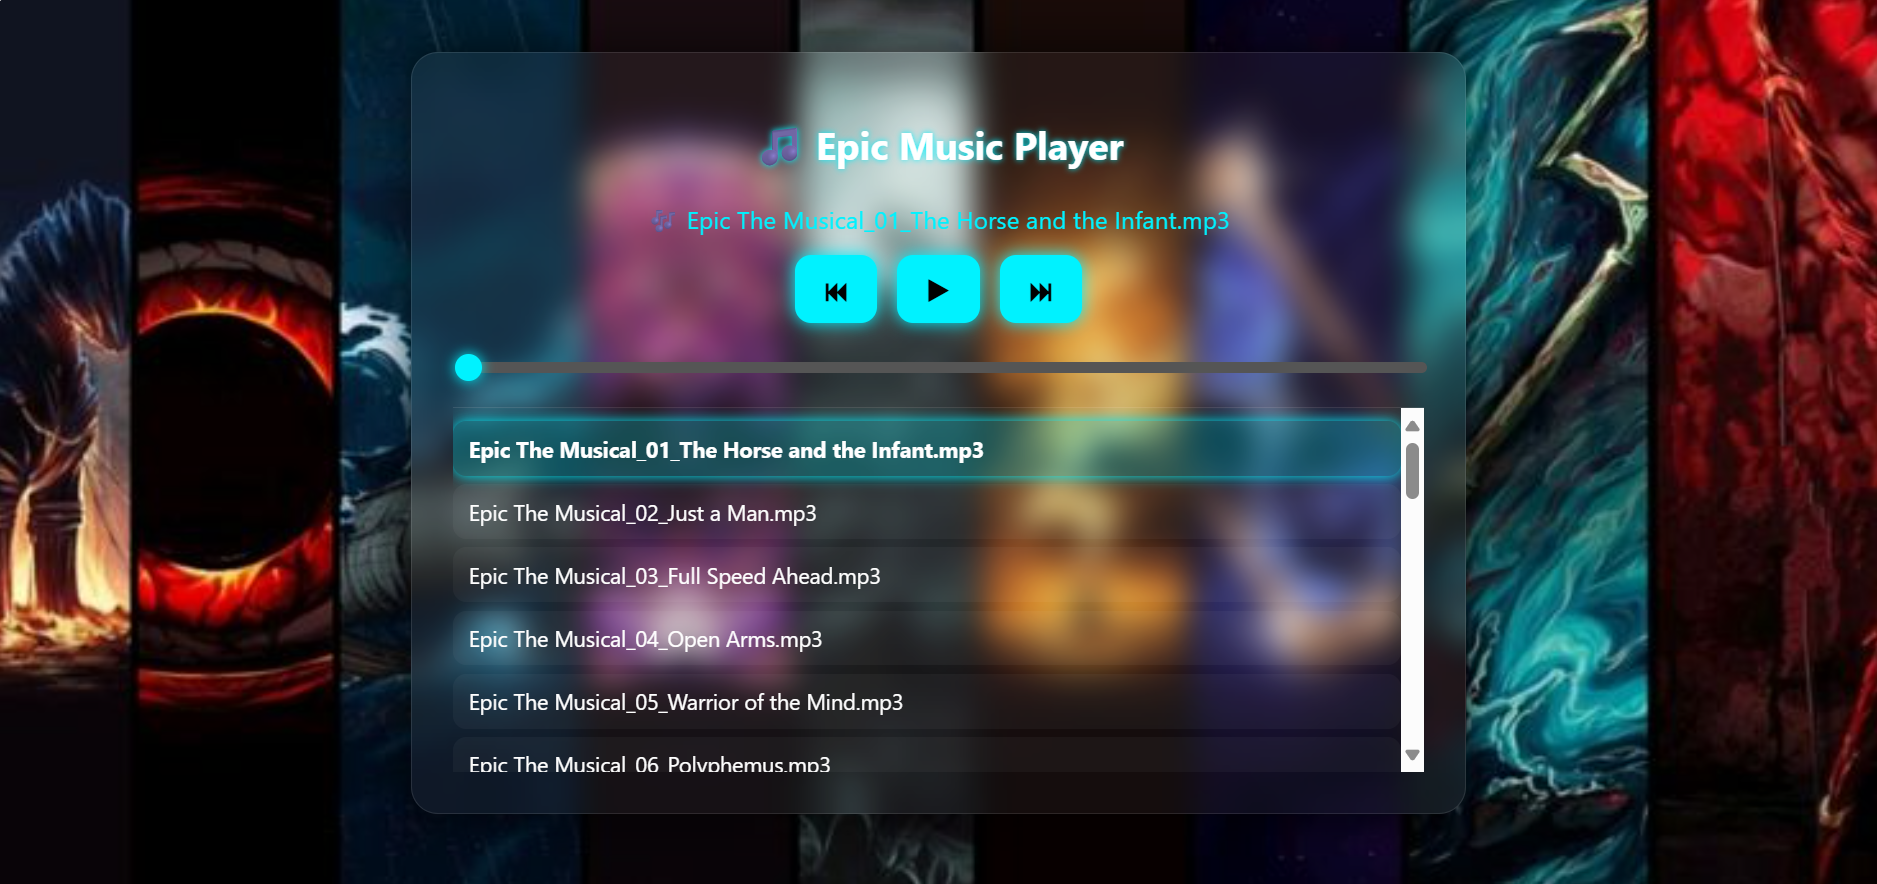 🎵 Epic Music Player
🎶 Epic The Musical_01_The Horse and the Infant.mp3
Epic The Musical_01_The Horse and the Infant.mp3
Epic The Musical_02_Just a Man.mp3
Epic The Musical_03_Full Speed Ahead.mp3
Epic The Musical_04_Open Arms.mp3
Epic The Musical_05_Warrior of the Mind.mp3
Epic The Musical_06_Polyphemus.mp3